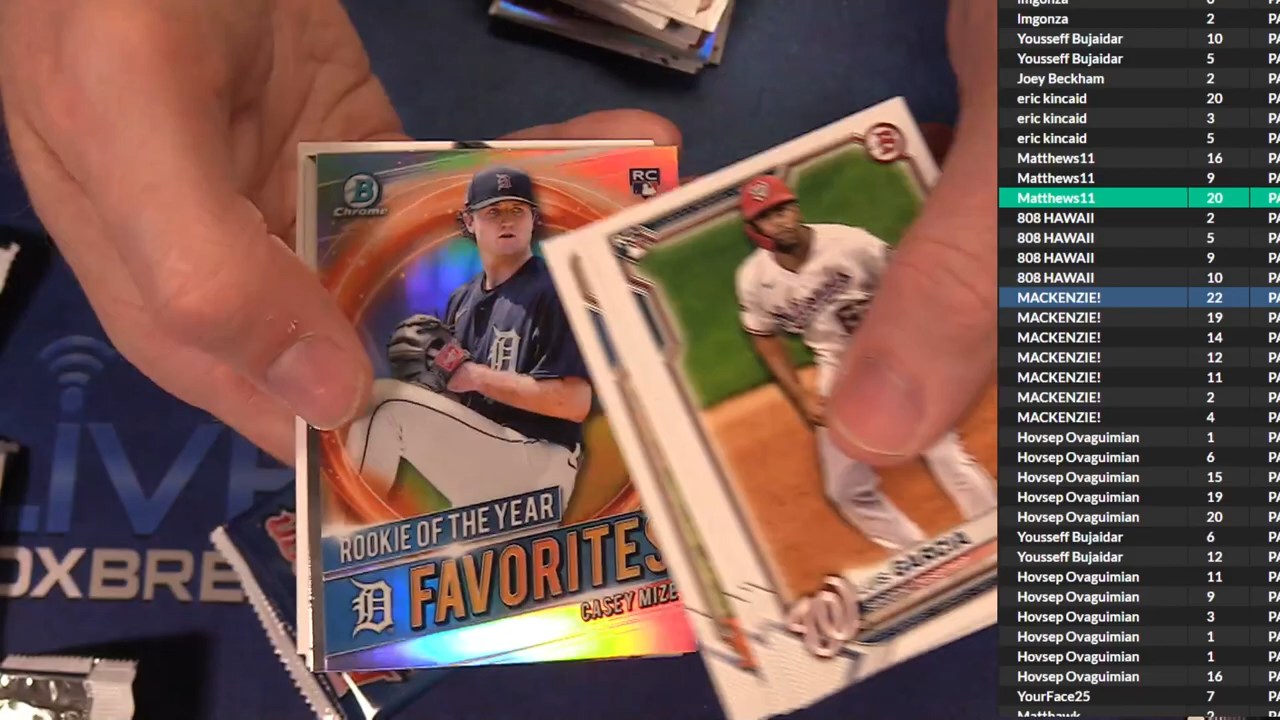 B
Chrome
RC
ROOKIE OF THE YEAR
FAVORITES
CASEY MIZE
GARCIA
LIVE
OXBRE
Imgonza 2
Yousseff Bujaidar 10
Yousseff Bujaidar 5
Joey Beckham 2
eric kincaid 20
eric kincaid 3
eric kincaid 5
Matthews11 16
Matthews11 9
Matthews11 20
808 HAWAII 2
808 HAWAII 5
808 HAWAII 9
808 HAWAII 10
MACKENZIE! 22
MACKENZIE! 19
MACKENZIE! 14
MACKENZIE! 12
MACKENZIE! 11
MACKENZIE! 2
MACKENZIE! 4
Hovsep Ovaguimian 1
Hovsep Ovaguimian 6
Hovsep Ovaguimian 15
Hovsep Ovaguimian 19
Hovsep Ovaguimian 20
Yousseff Bujaidar 6
Yousseff Bujaidar 12
Hovsep Ovaguimian 11
Hovsep Ovaguimian 9
Hovsep Ovaguimian 3
Hovsep Ovaguimian 1
Hovsep Ovaguimian 1
Hovsep Ovaguimian 16
YourFace25 7